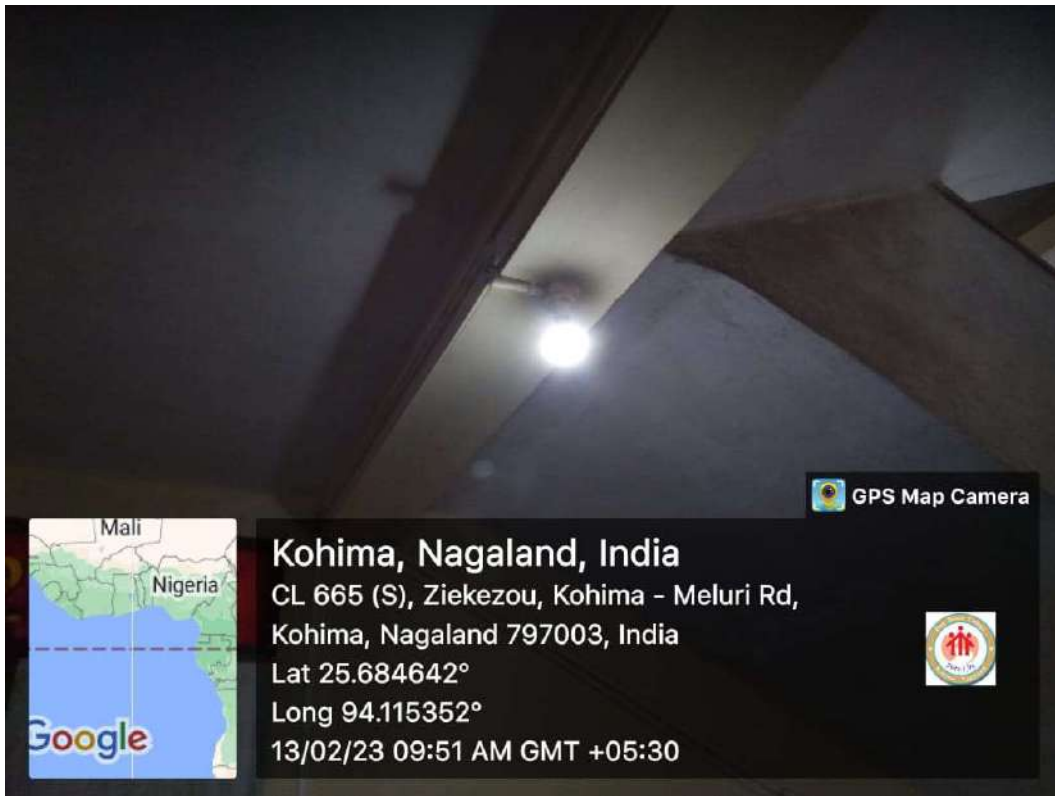 GPS Map Camera
Mali
Nigeria
Google
Kohima, Nagaland, India
CL 665 (S), Ziekezou, Kohima - Meluri Rd,
Kohima, Nagaland 797003, India
Lat 25.684642°
Long 94.115352°
13/02/23 09:51 AM GMT +05:30